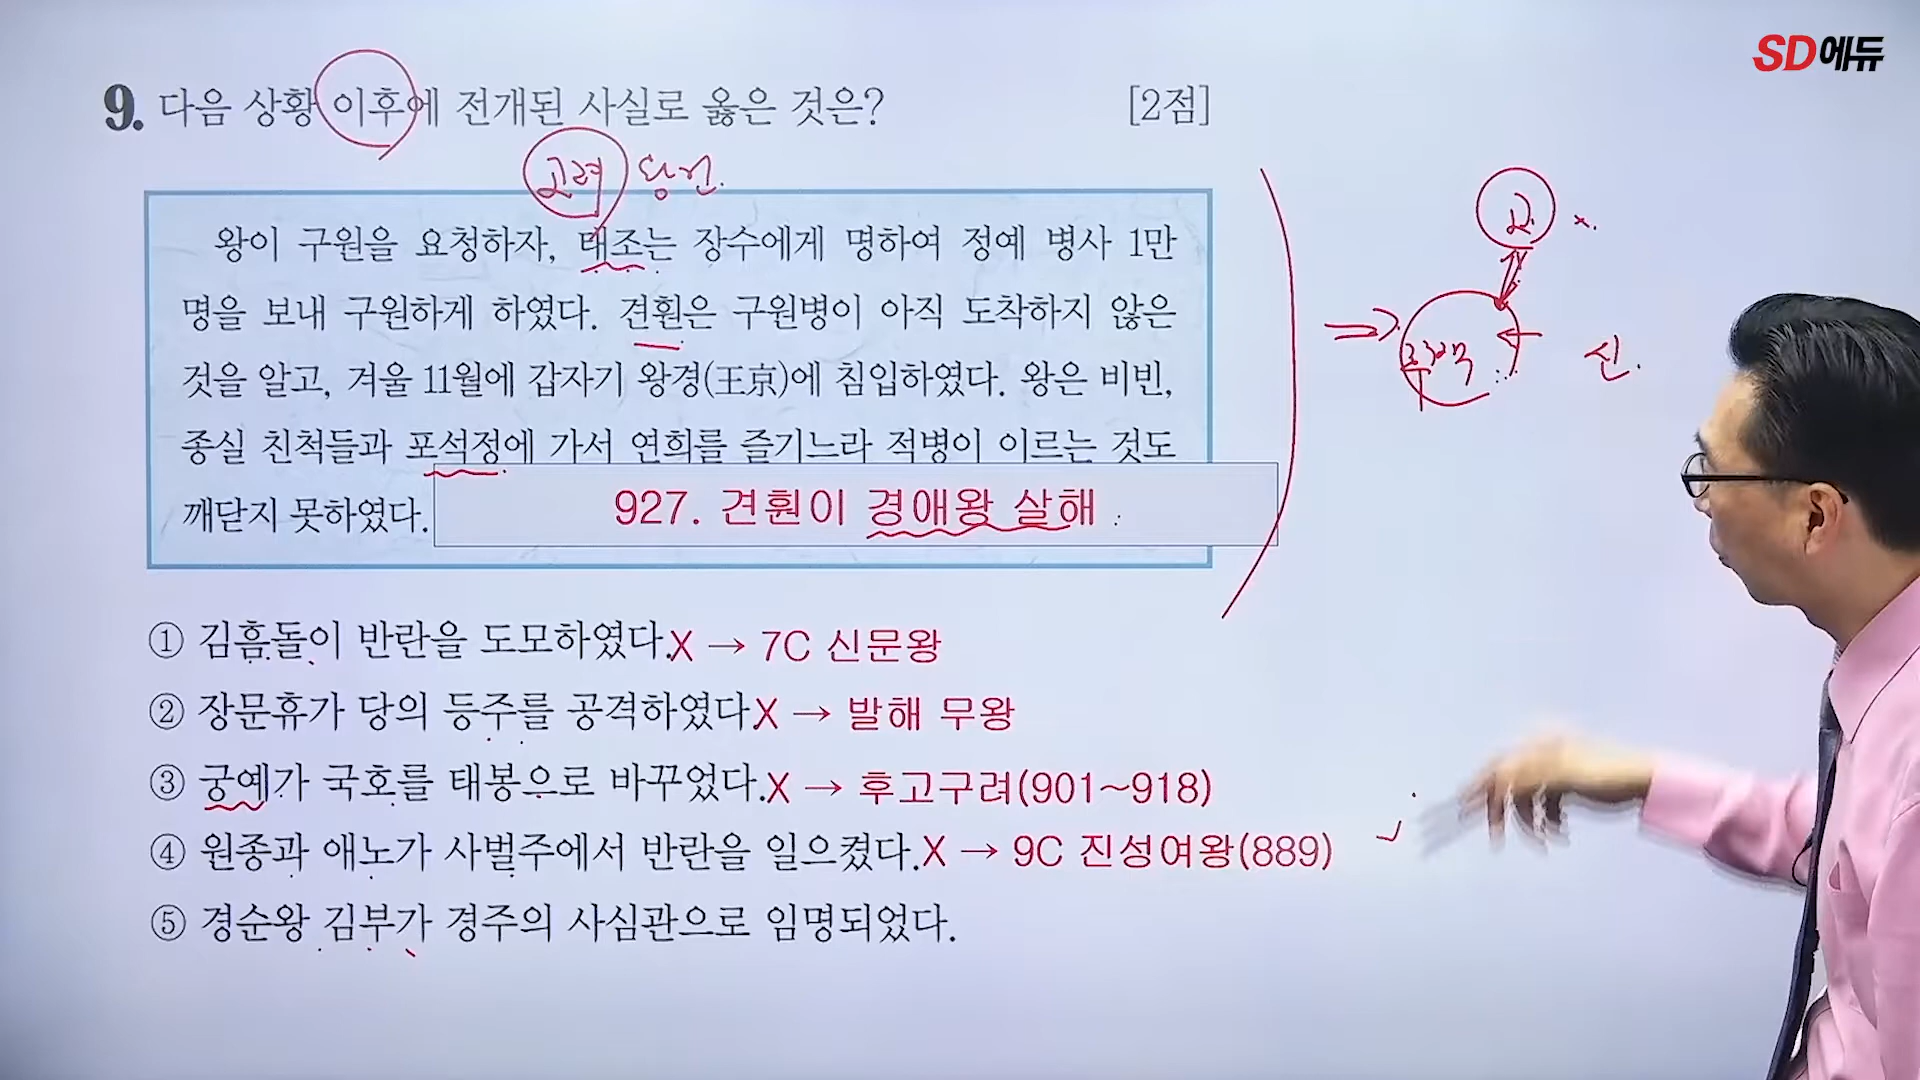 SD에듀
9. 다음 상황 이후에 전개된 사실로 옳은 것은? [2점]
고려 왕건.
왕이 구원을 요청하자, 태조는 장수에게 명하여 정예 병사 1만
명을 보내 구원하게 하였다. 견훤은 구원병이 아직 도착하지 않은
것을 알고, 겨울 11월에 갑자기 왕경(王京)에 침입하였다. 왕은 비빈,
종실 친척들과 포석정에 가서 연희를 즐기느라 적병이 이르는 것도
깨닫지 못하였다.
927. 견훤이 경애왕 살해
고. x.
신.
① 김흠돌이 반란을 도모하였다.X → 7C 신문왕
② 장문휴가 당의 등주를 공격하였다.X → 발해 무왕
③ 궁예가 국호를 태봉으로 바꾸었다.X → 후고구려(901~918)
④ 원종과 애노가 사벌주에서 반란을 일으켰다.X → 9C 진성여왕(889)
⑤ 경순왕 김부가 경주의 사심관으로 임명되었다.